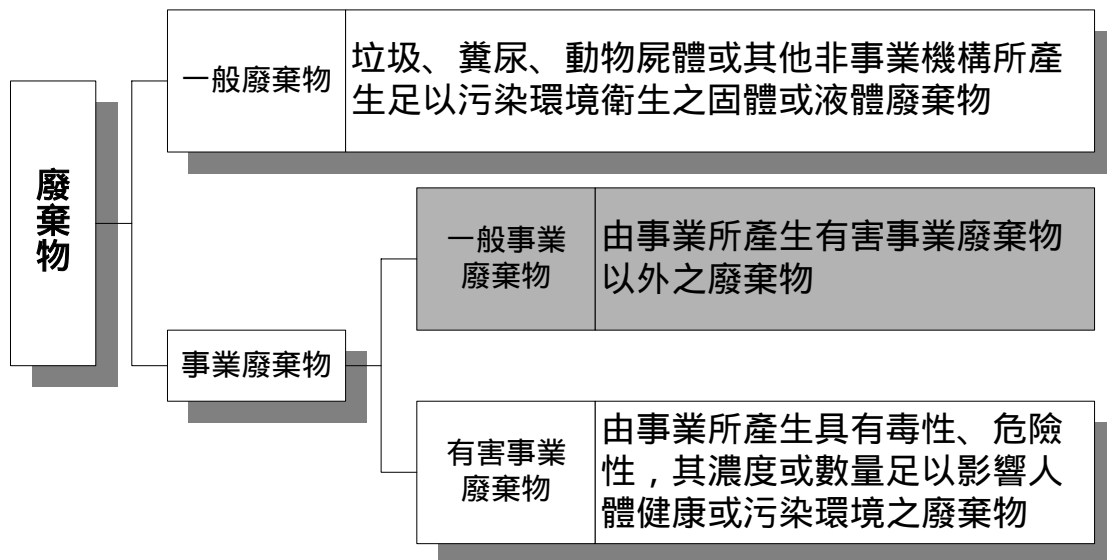 廢棄物
一般廢棄物
垃圾、糞尿、動物屍體或其他非事業機構所產
生足以污染環境衛生之固體或液體廢棄物
事業廢棄物
一般事業
廢棄物
由事業所產生有害事業廢棄物
以外之廢棄物
有害事業
廢棄物
由事業所產生具有毒性、危險
性，其濃度或數量足以影響人
體健康或污染環境之廢棄物